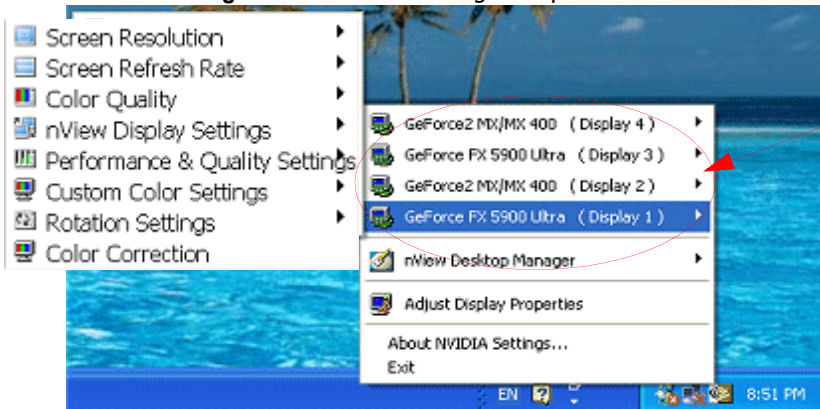 Screen Resolution
Screen Refresh Rate
Color Quality
nView Display Settings
Performance & Quality Settings
Custom Color Settings
Rotation Settings
Color Correction
GeForce2 MX/MX 400 ( Display 4 )
GeForce FX 5900 Ultra ( Display 3 )
GeForce2 MX/MX 400 ( Display 2 )
GeForce FX 5900 Ultra ( Display 1 )
nView Desktop Manager
Adjust Display Properties
About NVIDIA Settings...
Exit
EN
8:51 PM